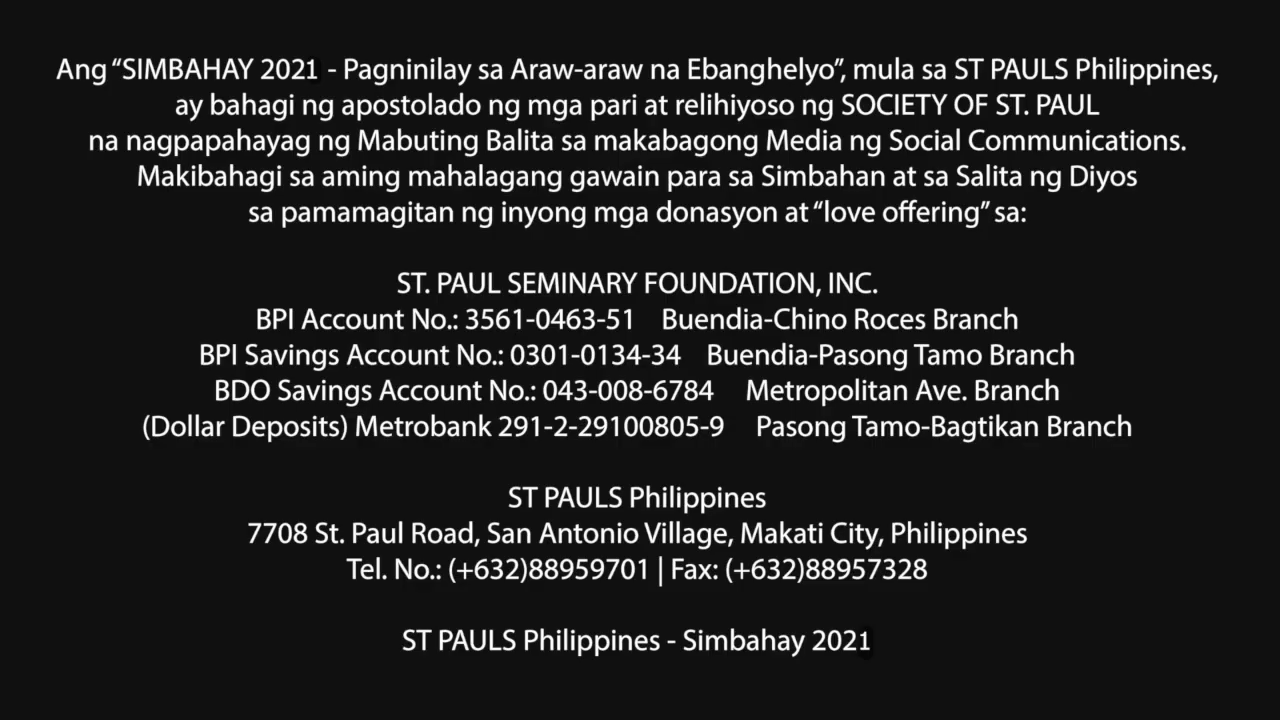 Ang “SIMBAHAY 2021 - Pagninilay sa Araw-araw na Ebanghelyo”, mula sa ST PAULS Philippines,
ay bahagi ng apostolado ng mga pari at relihiyoso ng SOCIETY OF ST. PAUL
na nagpapahayag ng Mabuting Balita sa makabagong Media ng Social Communications.
Makibahagi sa aming mahalagang gawain para sa Simbahan at sa Salita ng Diyos
sa pamamagitan ng inyong mga donasyon at “love offering” sa:
ST. PAUL SEMINARY FOUNDATION, INC.
BPI Account No.: 3561-0463-51 Buendia-Chino Roces Branch
BPI Savings Account No.: 0301-0134-34 Buendia-Pasong Tamo Branch
BDO Savings Account No.: 043-008-6784 Metropolitan Ave. Branch
(Dollar Deposits) Metrobank 291-2-29100805-9 Pasong Tamo-Bagtikan Branch
ST PAULS Philippines
7708 St. Paul Road, San Antonio Village, Makati City, Philippines
Tel. No.: (+632)88959701 | Fax: (+632)88957328
ST PAULS Philippines - Simbahay 2021